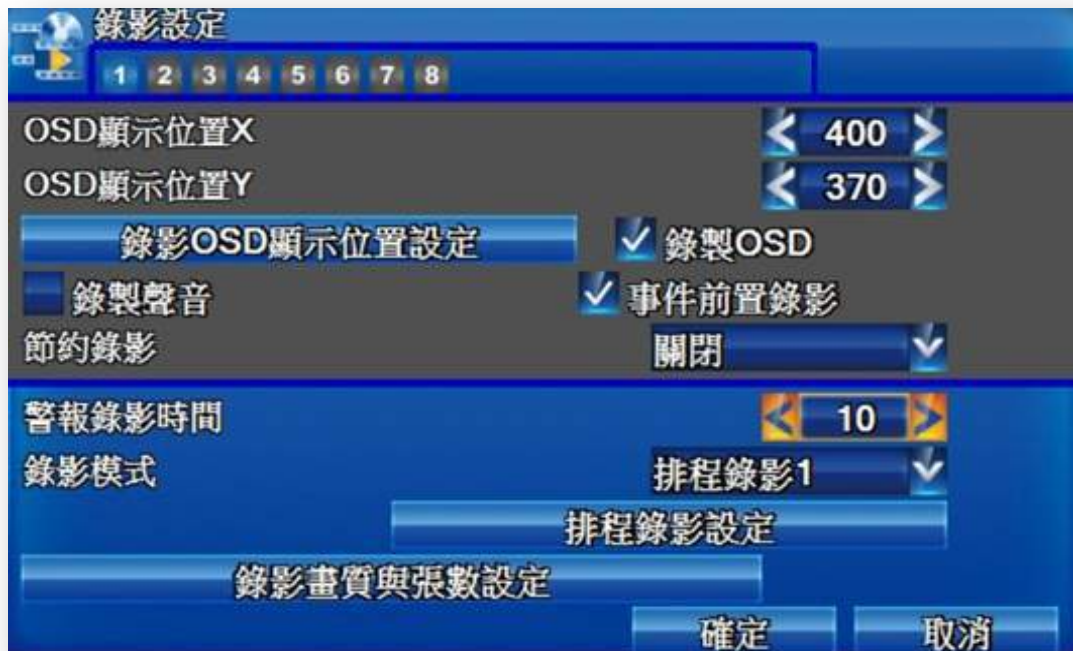 錄影設定
1 2 3 4 5 6 7 8
OSD顯示位置X 400
OSD顯示位置Y 370
錄影OSD顯示位置設定 錄製OSD
錄製聲音 事件前置錄影
節約錄影 關閉
警報錄影時間 10
錄影模式 排程錄影1
排程錄影設定
錄影畫質與張數設定
確定 取消